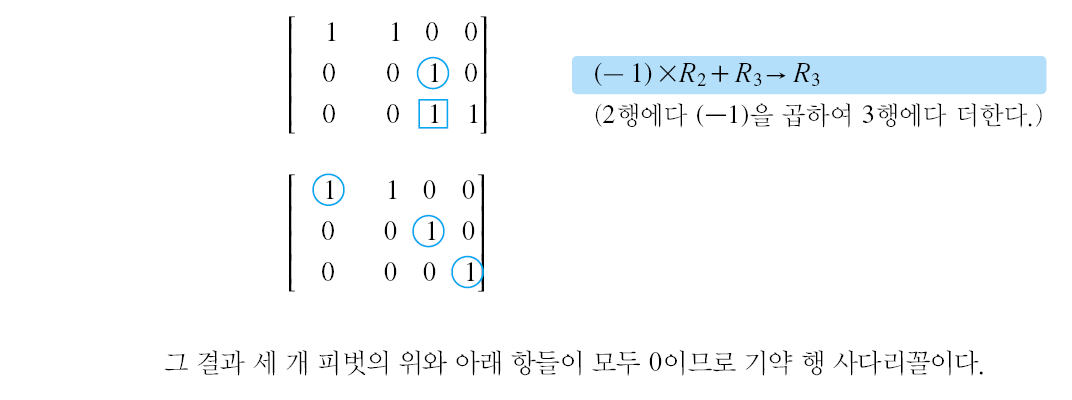 1 1 0 0
0 0 1 0
(− 1)×R₂+R₃→R₃
0 0 1 1
(2행에다 (−1)을 곱하여 3행에다 더한다.)
1 1 0 0
0 0 1 0
0 0 0 1
그 결과 세 개 피벗의 위와 아래 항들이 모두 0이므로 기약 행 사다리꼴이다.